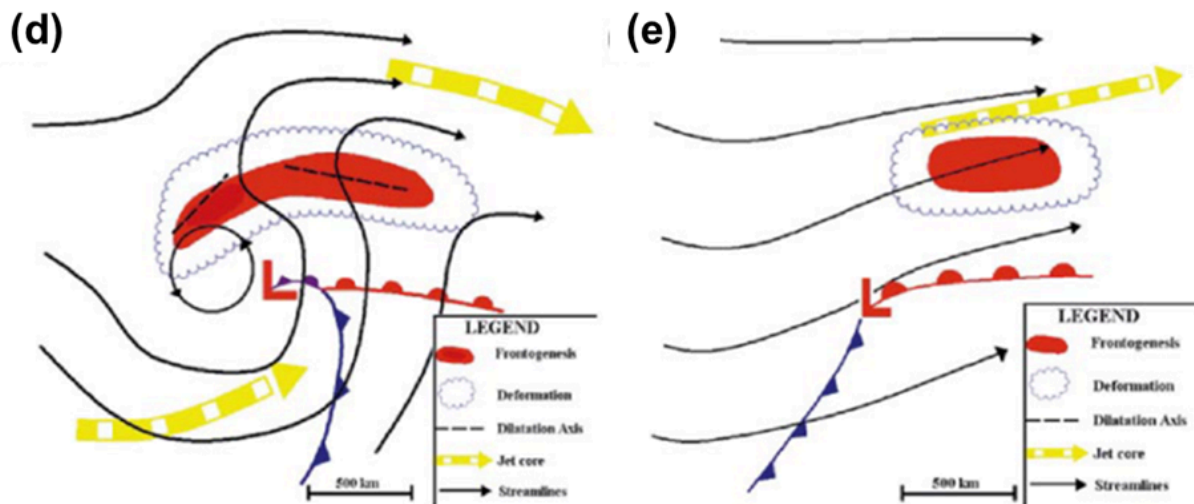 (d)
L
LEGEND
Frontogenesis
Deformation
Dilatation Axis
Jet core
Streamlines
500 km
(e)
L
LEGEND
Frontogenesis
Deformation
Dilatation Axis
Jet core
Streamlines
500 km